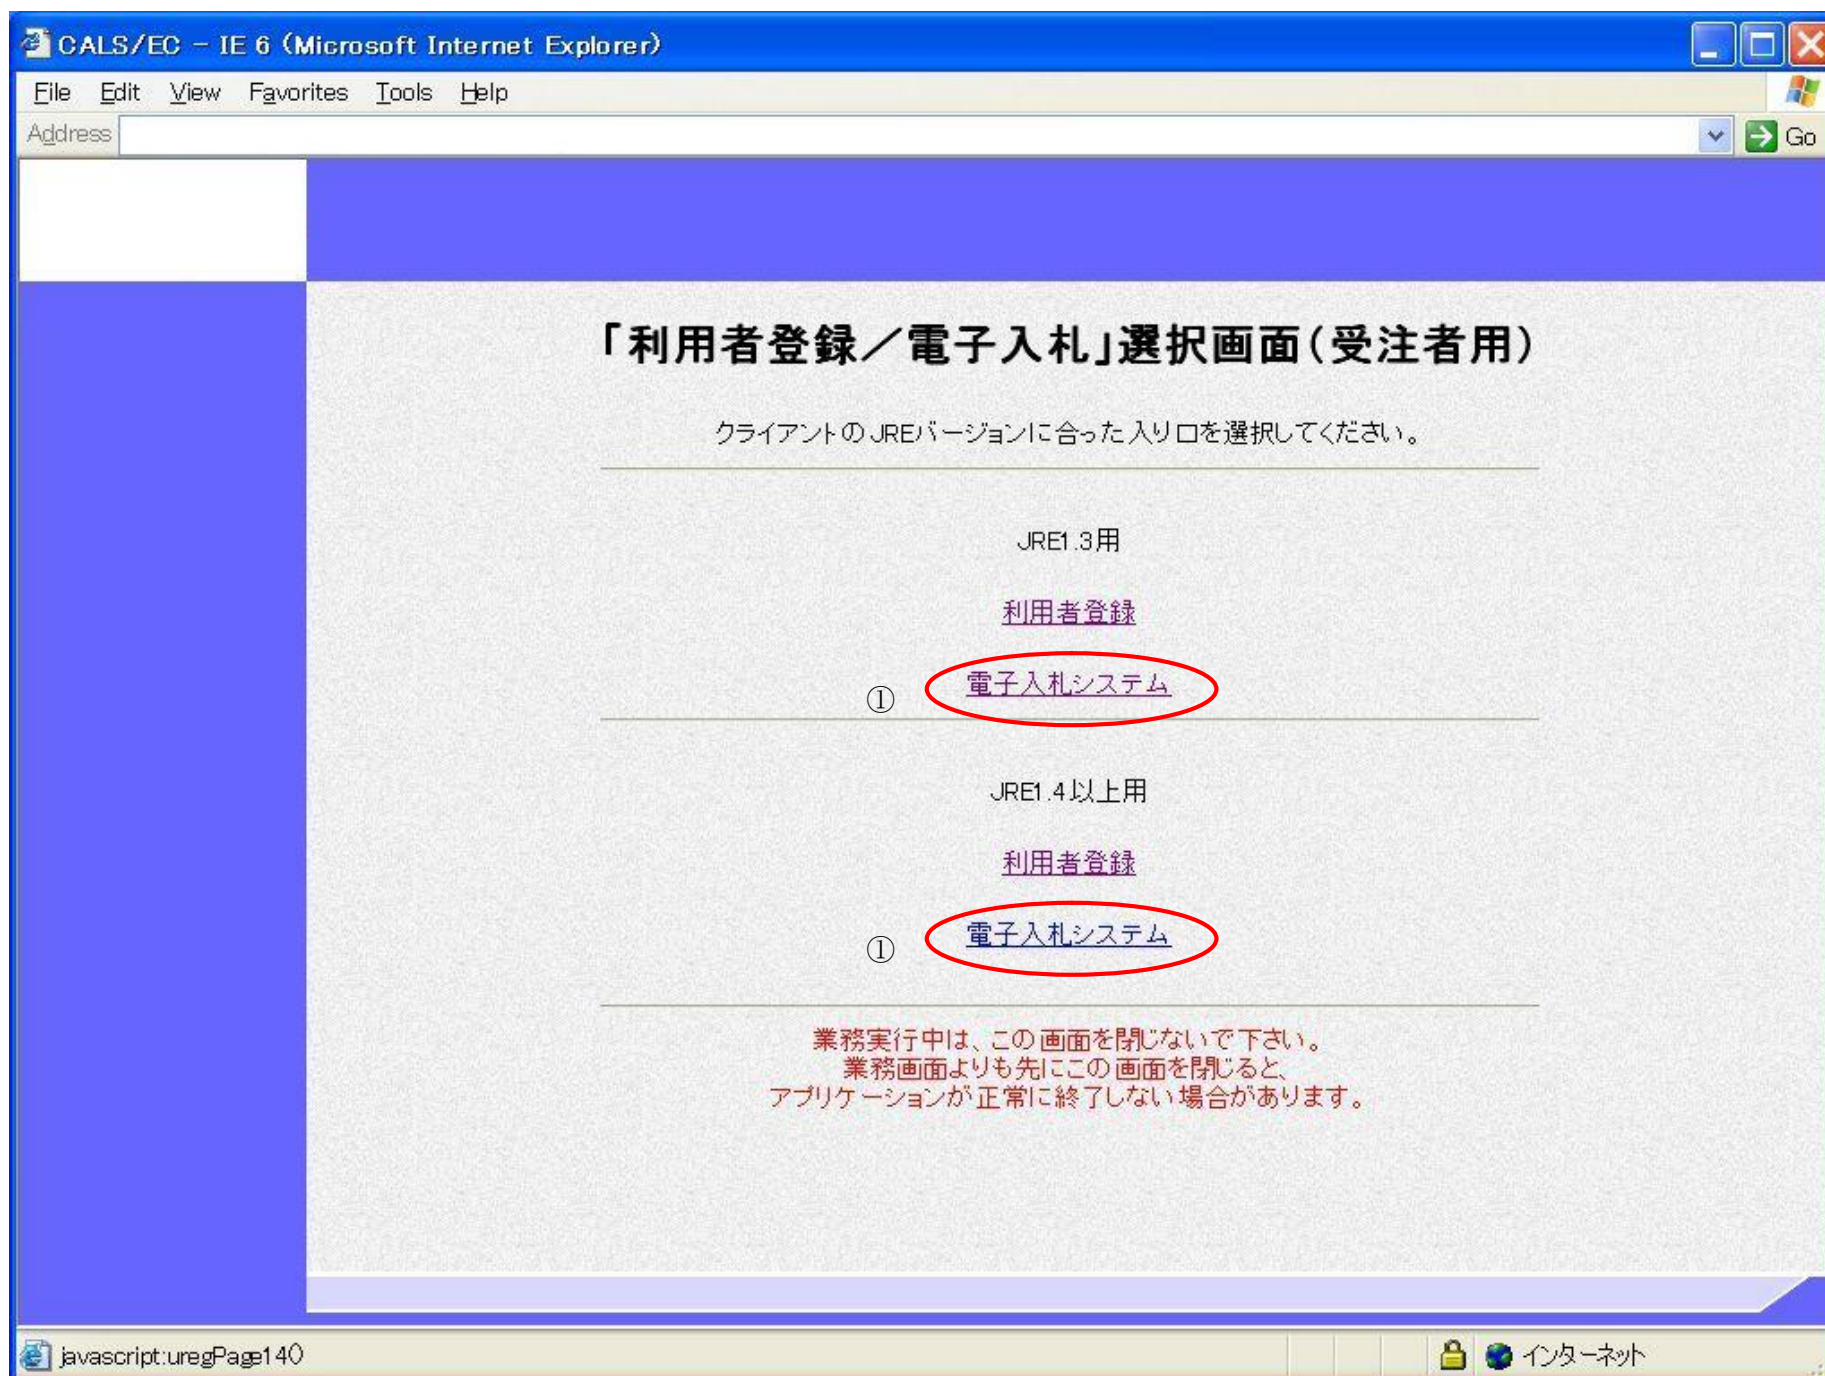 CALS/EC - IE 6 (Microsoft Internet Explorer)
File Edit View Favorites Tools Help
Address Go
「利用者登録／電子入札」選択画面(受注者用)
クライアントのJREバージョンに合った入り口を選択してください。
JRE1.3用
利用者登録
① 電子入札システム
JRE1.4以上用
利用者登録
① 電子入札システム
業務実行中は、この画面を閉じないで下さい。
業務画面よりも先にこの画面を閉じると、
アプリケーションが正常に終了しない場合があります。
javascript:uregPage14() インターネット